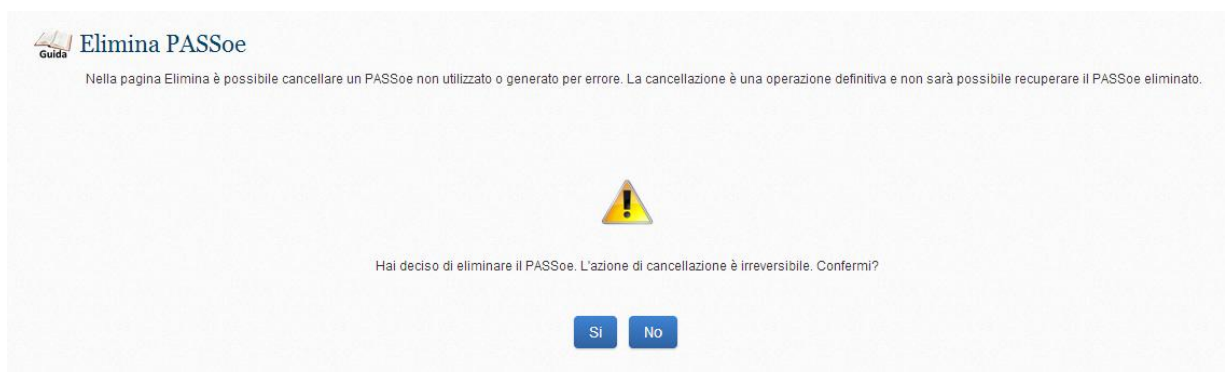 Guida
Elimina PASSoe
Nella pagina Elimina è possibile cancellare un PASSoe non utilizzato o generato per errore. La cancellazione è una operazione definitiva e non sarà possibile recuperare il PASSoe eliminato.
Hai deciso di eliminare il PASSoe. L'azione di cancellazione è irreversibile. Confermi?
Si No